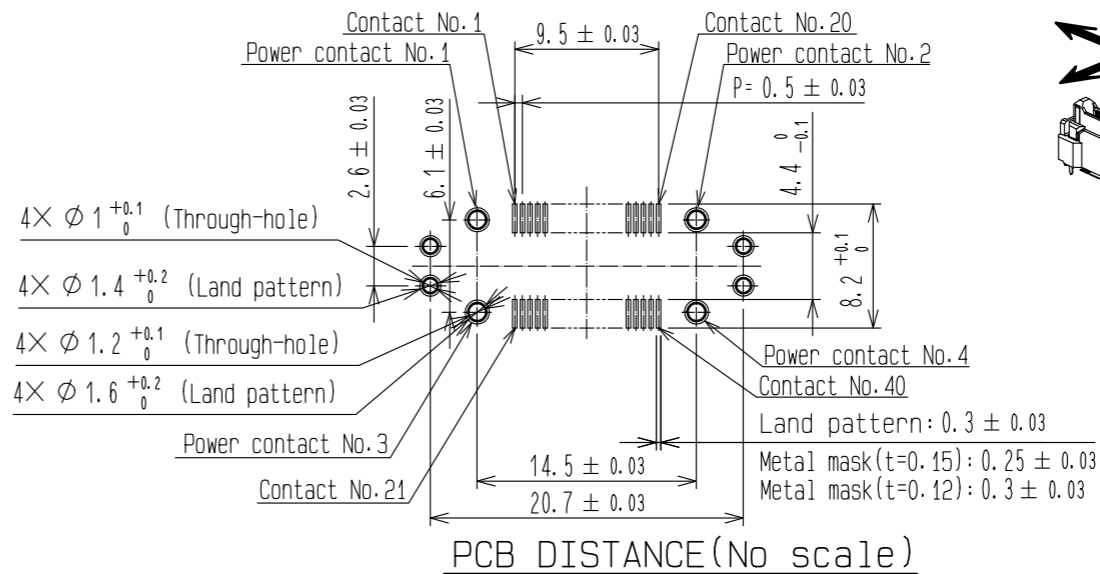 Contact No.1
Contact No.20
9.5 ± 0.03
Power contact No.1
Power contact No.2
P= 0.5 ± 0.03
2.6 ± 0.03
6.1 ± 0.03
4.4 0 -0.1
8.2 +0.1 0
4X Ø 1 +0.1 0 (Through-hole)
4X Ø 1.4 +0.2 0 (Land pattern)
4X Ø 1.2 +0.1 0 (Through-hole)
4X Ø 1.6 +0.2 0 (Land pattern)
Power contact No.4
Contact No.40
Land pattern: 0.3 ± 0.03
Power contact No.3
Metal mask(t=0.15): 0.25 ± 0.03
Contact No.21
14.5 ± 0.03
Metal mask(t=0.12): 0.3 ± 0.03
20.7 ± 0.03
PCB DISTANCE(No scale)